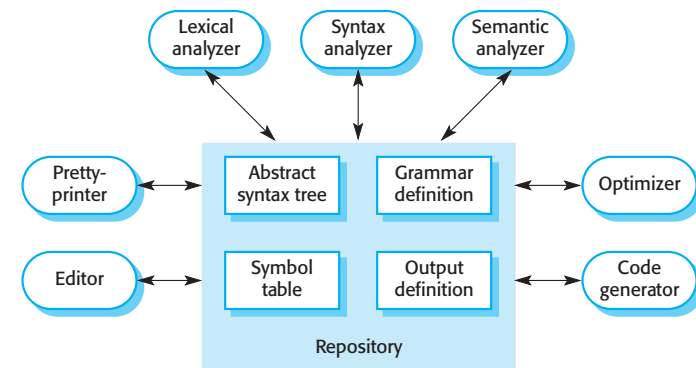 Lexical
analyzer
Syntax
analyzer
Semantic
analyzer
Pretty-
printer
Abstract
syntax tree
Grammar
definition
Optimizer
Editor
Symbol
table
Output
definition
Code
generator
Repository